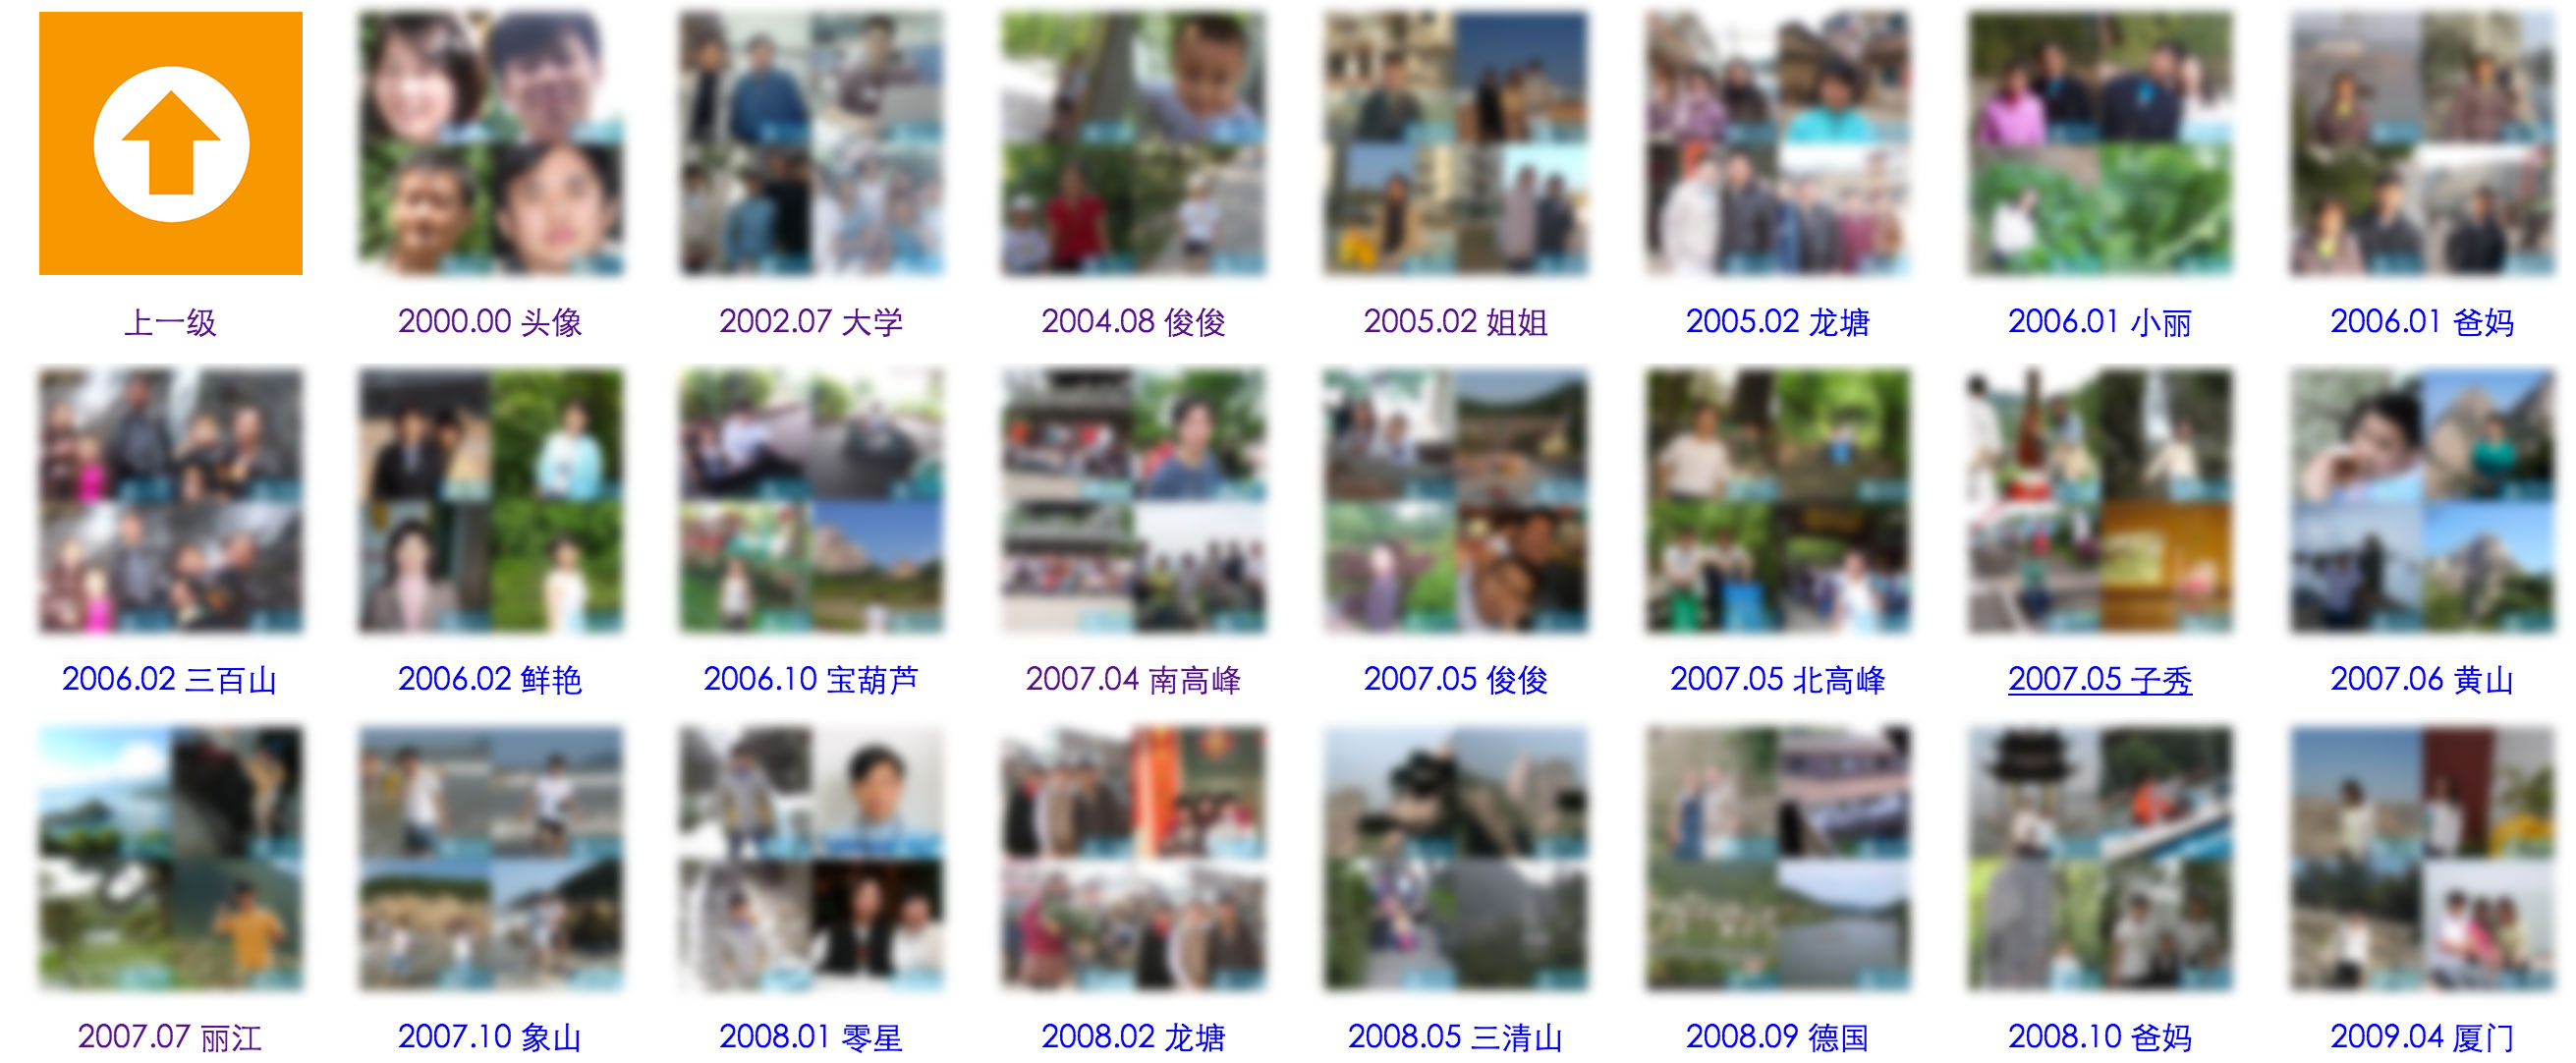 上一级
2000.00 头像
2002.07 大学
2004.08 俊俊
2005.02 姐姐
2005.02 龙塘
2006.01 小丽
2006.01 爸妈
2006.02 三百山
2006.02 鲜艳
2006.10 宝葫芦
2007.04 南高峰
2007.05 俊俊
2007.05 北高峰
2007.05 子秀
2007.06 黄山
2007.07 丽江
2007.10 象山
2008.01 零星
2008.02 龙塘
2008.05 三清山
2008.09 德国
2008.10 爸妈
2009.04 厦门